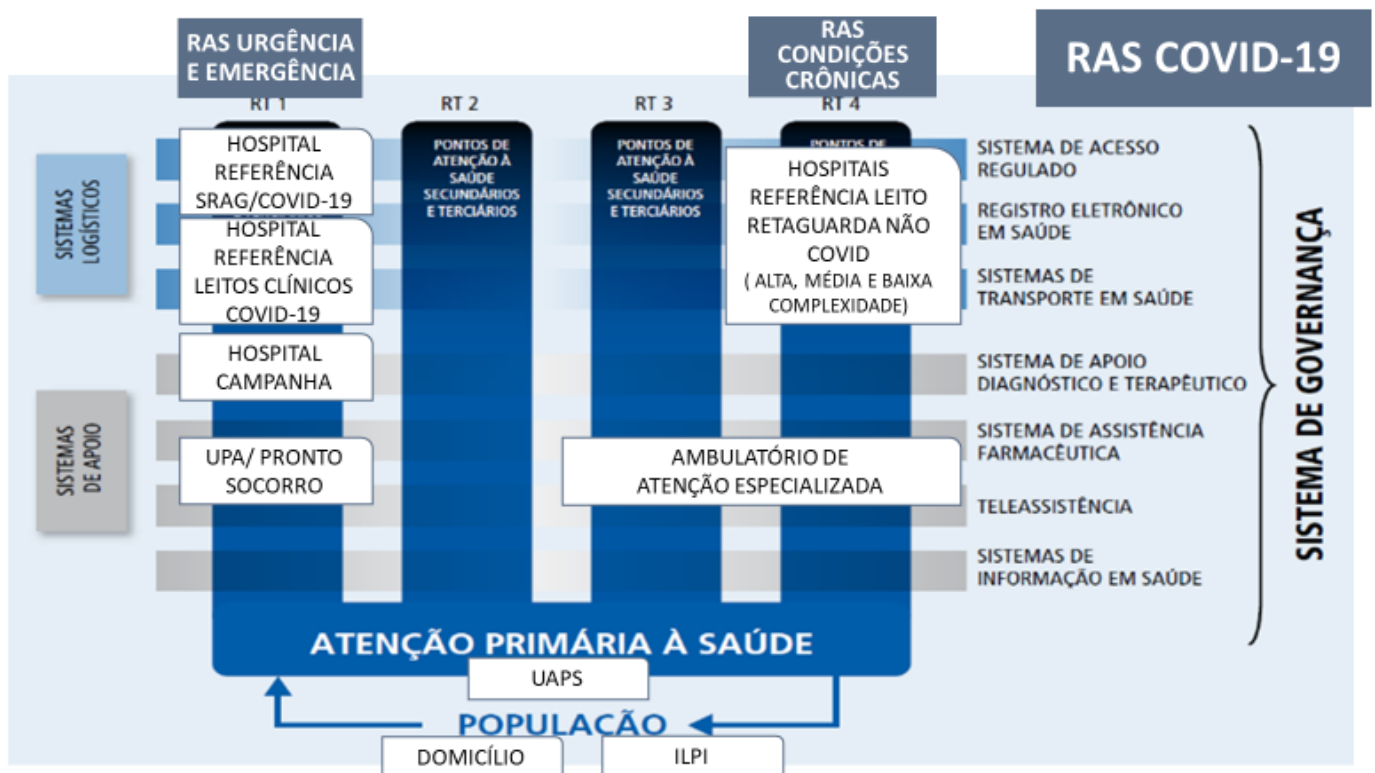 RAS URGÊNCIA
E EMERGÊNCIA
RAS
CONDIÇÕES
CRÔNICAS
RAS COVID-19
RT 1
RT 2
RT 3
RT 4
SISTEMAS
LOGÍSTICOS
HOSPITAL
REFERÊNCIA
SRAG/COVID-19
HOSPITAL
REFERÊNCIA
LEITOS CLÍNICOS
COVID-19
HOSPITAL
CAMPANHA
UPA/ PRONTO
SOCORRO
PONTOS DE
ATENÇÃO À
SAÚDE
SECUNDÁRIOS
E TERCIÁRIOS
PONTOS DE
ATENÇÃO À
SAÚDE
SECUNDÁRIOS
E TERCIÁRIOS
PONTOS DE
HOSPITAIS
REFERÊNCIA LEITO
RETAGUARDA NÃO
COVID
( ALTA, MÉDIA E BAIXA
COMPLEXIDADE)
AMBULATÓRIO DE
ATENÇÃO ESPECIALIZADA
SISTEMA DE ACESSO
REGULADO
REGISTRO ELETRÔNICO
EM SAÚDE
SISTEMAS DE
TRANSPORTE EM SAÚDE
SISTEMAS
DE APOIO
SISTEMA DE APOIO
DIAGNÓSTICO E TERAPÊUTICO
SISTEMA DE ASSISTÊNCIA
FARMACÊUTICA
TELEASSISTÊNCIA
SISTEMAS DE
INFORMAÇÃO EM SAÚDE
SISTEMA DE GOVERNANÇA
ATENÇÃO PRIMÁRIA À SAÚDE
UAPS
POPULAÇÃO
DOMICÍLIO
ILPI